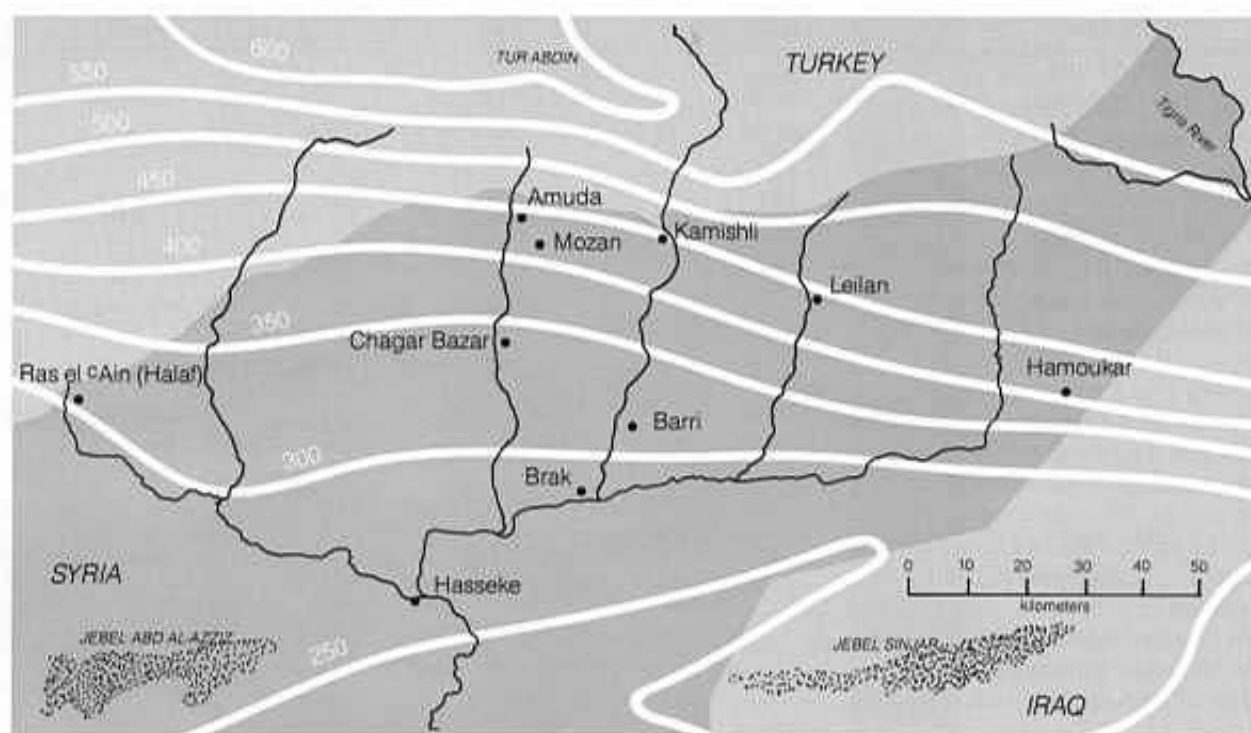 600
TUR ABDIN
TURKEY
550
500
Tigris River
450
400
Amuda
Mozan
Kamishli
Leilan
350
Chagar Bazar
Ras el ᶜAin (Halaf)
Hamoukar
Barri
300
Brak
SYRIA
Hasseke
0 10 20 30 40 50
kilometers
JEBEL ABD AL-AZZIZ
JEBEL SINJAR
250
IRAQ